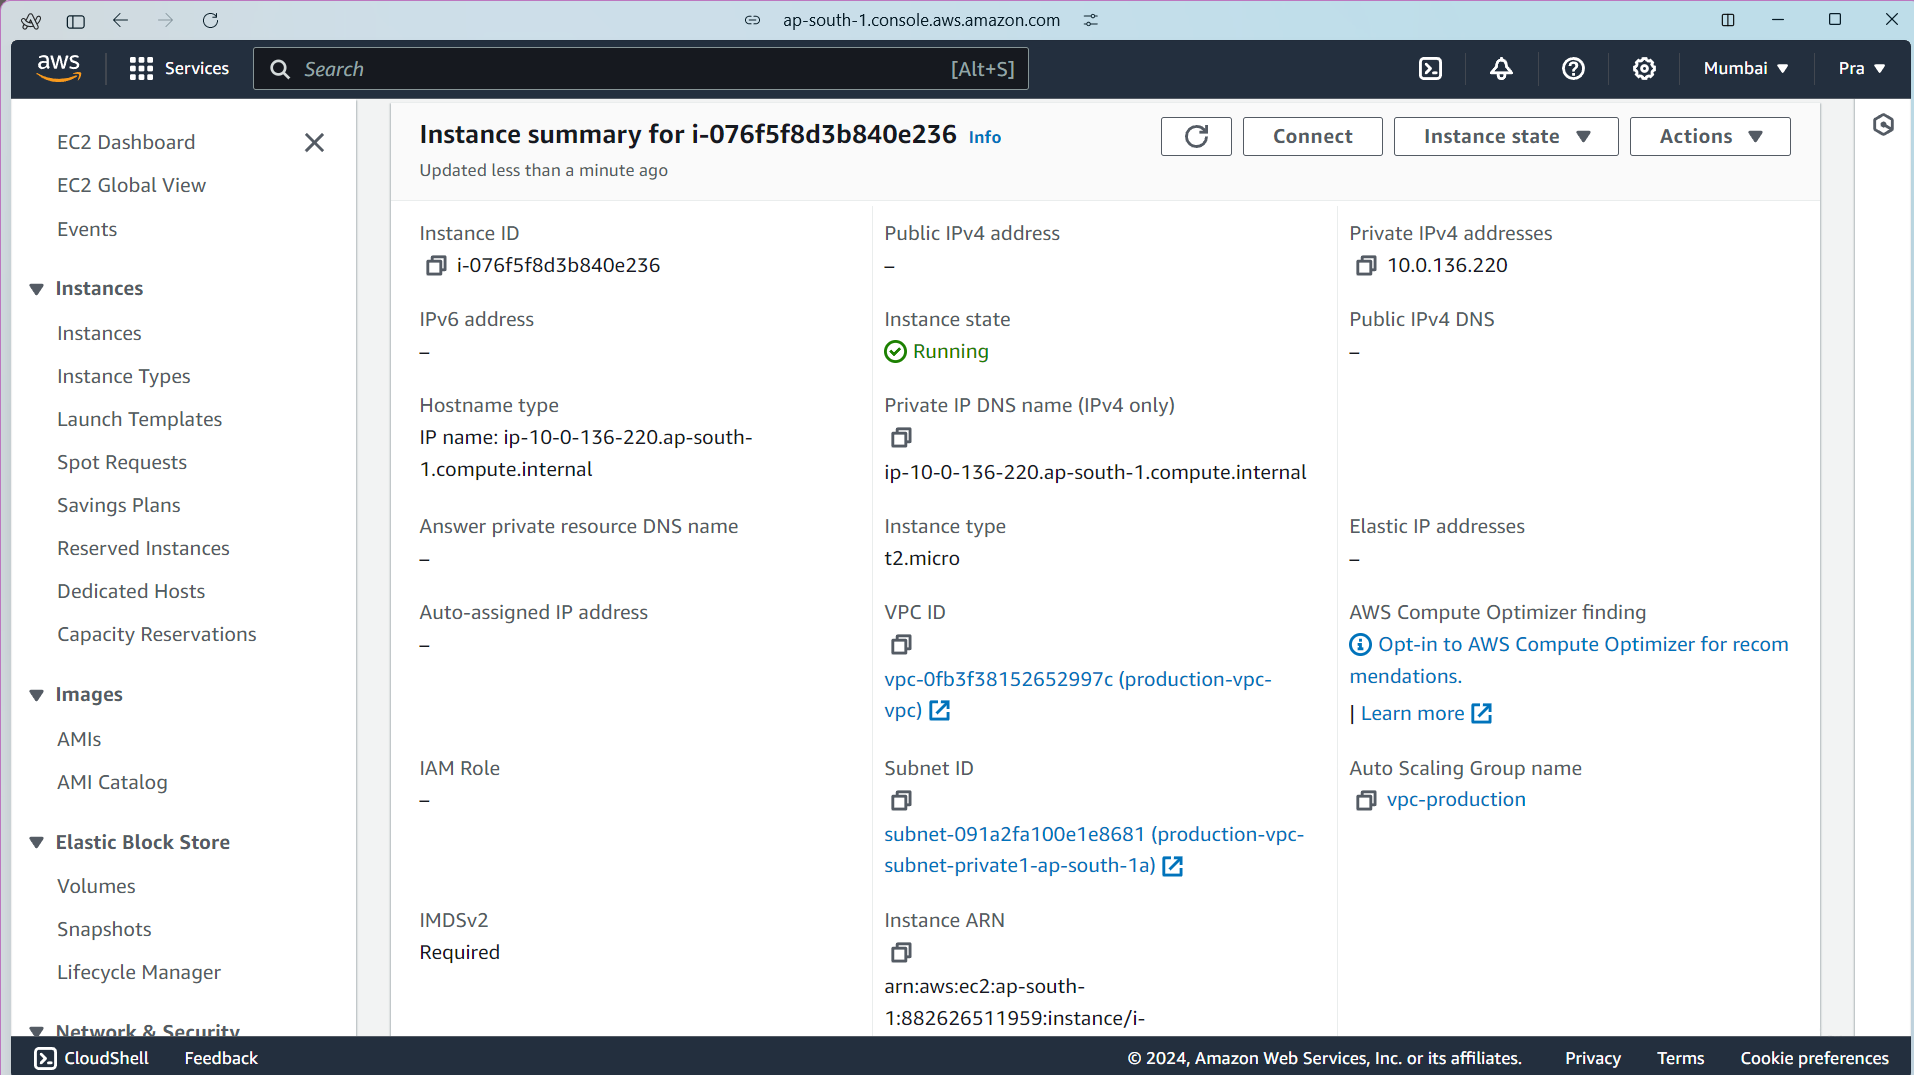 ap-south-1.console.aws.amazon.com
aws
Services
Search
[Alt+S]
Mumbai
Pra
EC2 Dashboard
EC2 Global View
Events
Instances
Instances
Instance Types
Launch Templates
Spot Requests
Savings Plans
Reserved Instances
Dedicated Hosts
Capacity Reservations
Images
AMIs
AMI Catalog
Elastic Block Store
Volumes
Snapshots
Lifecycle Manager
Network & Security
Instance summary for i-076f5f8d3b840e236 Info
Updated less than a minute ago
Connect
Instance state
Actions
Instance ID
i-076f5f8d3b840e236
Public IPv4 address
–
Private IPv4 addresses
10.0.136.220
IPv6 address
–
Instance state
Running
Public IPv4 DNS
–
Hostname type
IP name: ip-10-0-136-220.ap-south-
1.compute.internal
Private IP DNS name (IPv4 only)
ip-10-0-136-220.ap-south-1.compute.internal
Answer private resource DNS name
–
Instance type
t2.micro
Elastic IP addresses
–
Auto-assigned IP address
–
VPC ID
vpc-0fb3f38152652997c (production-vpc-
vpc)
AWS Compute Optimizer finding
Opt-in to AWS Compute Optimizer for recom
mendations.
| Learn more
IAM Role
–
Subnet ID
subnet-091a2fa100e1e8681 (production-vpc-
subnet-private1-ap-south-1a)
Auto Scaling Group name
vpc-production
IMDSv2
Required
Instance ARN
arn:aws:ec2:ap-south-
1:882626511959:instance/i-
CloudShell
Feedback
© 2024, Amazon Web Services, Inc. or its affiliates.
Privacy
Terms
Cookie preferences